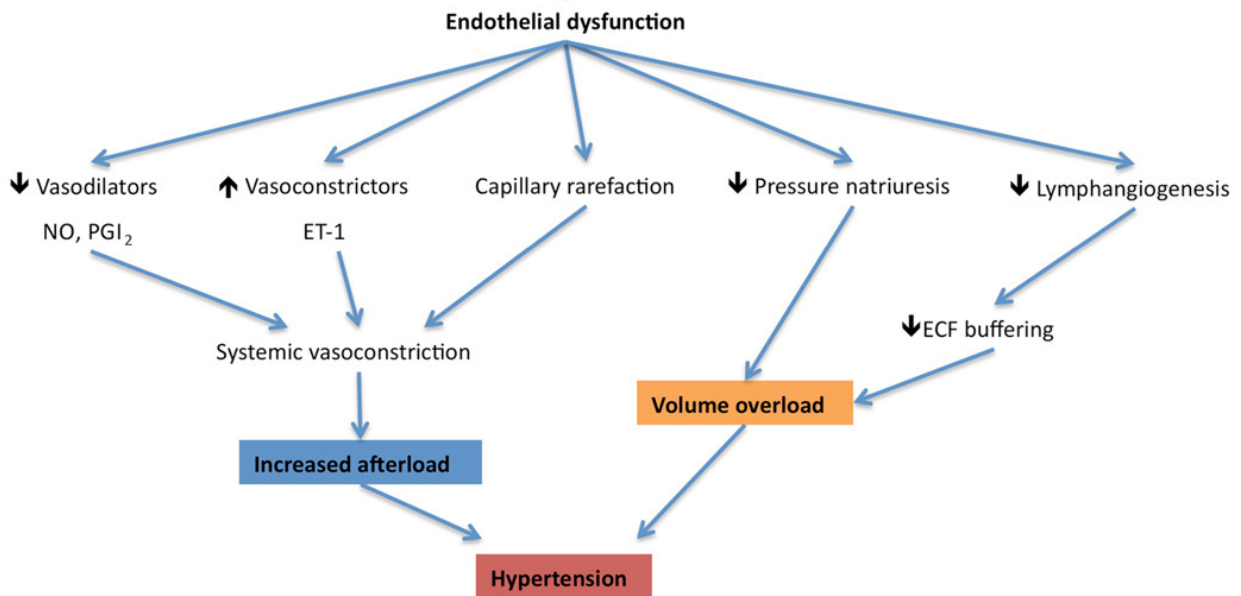 Endothelial dysfunction
↓ Vasodilators
↑ Vasoconstrictors
Capillary rarefaction
↓ Pressure natriuresis
↓ Lymphangiogenesis
NO, PGI₂
ET-1
↓ECF buffering
Systemic vasoconstriction
Volume overload
Increased afterload
Hypertension